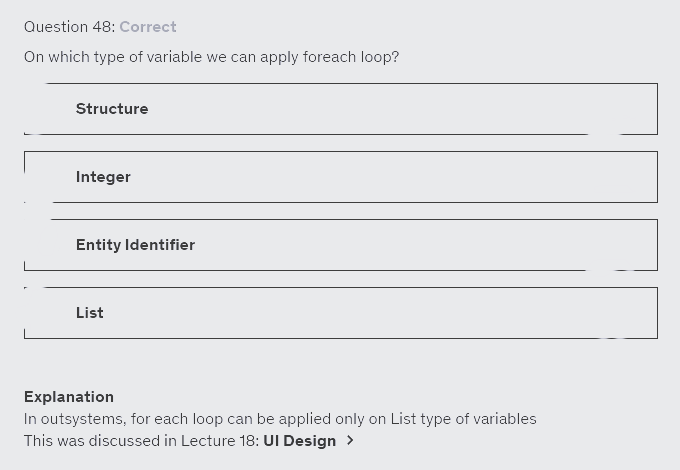 Question 48: Correct
On which type of variable we can apply foreach loop?
Structure
Integer
Entity Identifier
List
Explanation
In outsystems, for each loop can be applied only on List type of variables
This was discussed in Lecture 18: UI Design >